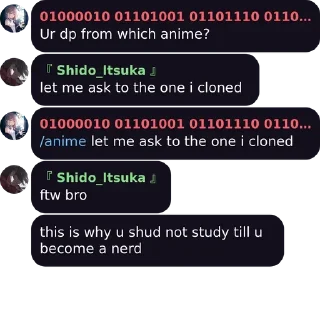 01000010 01101001 01101110 0110...
Ur dp from which anime?
『 Shido_Itsuka 』
let me ask to the one i cloned
01000010 01101001 01101110 0110...
/anime let me ask to the one i cloned
『 Shido_Itsuka 』
ftw bro
this is why u shud not study till u
become a nerd